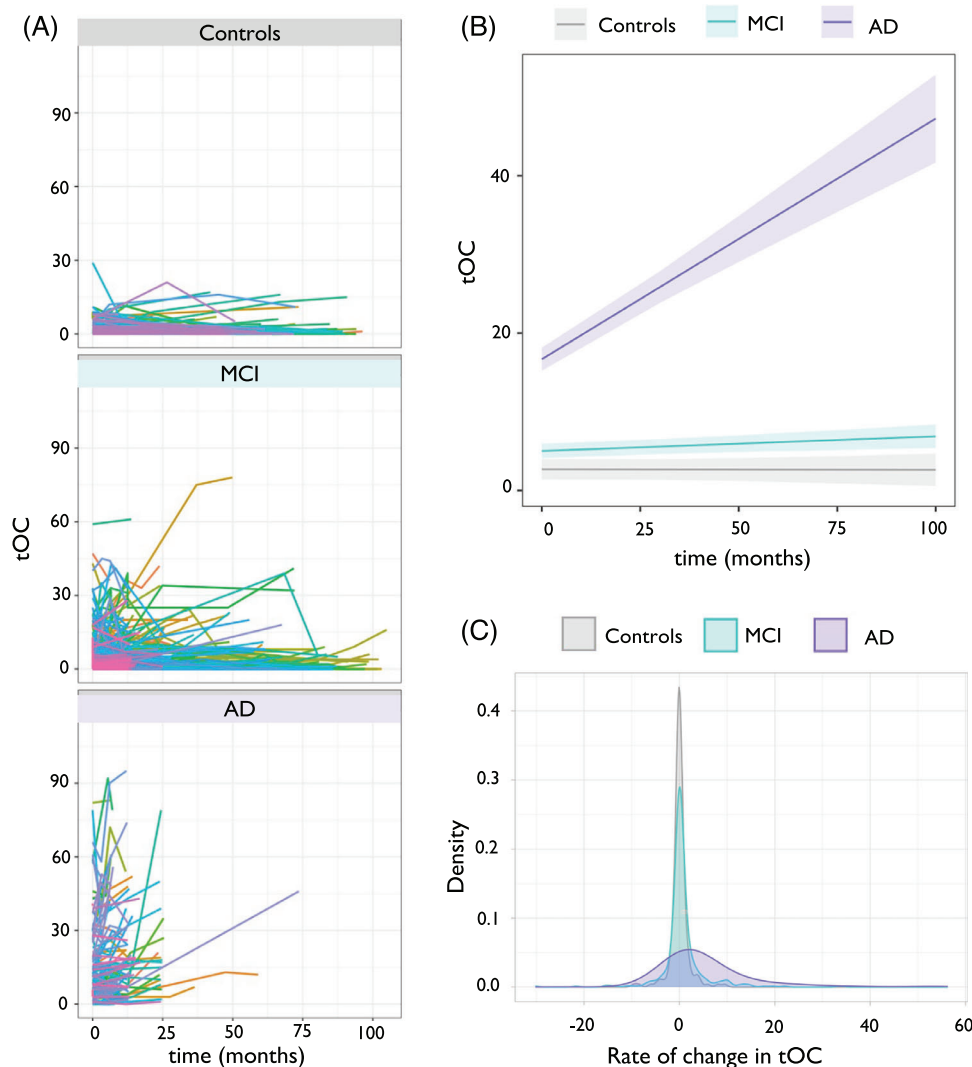 (A)
Controls
90
60
30
0
MCI
90
60
30
0
AD
90
60
30
0
tOC
0 25 50 75 100
time (months)
(B)
Controls MCI AD
40
20
0
tOC
0 25 50 75 100
time (months)
(C)
Controls MCI AD
0.4
0.3
0.2
0.1
0.0
Density
-20 0 20 40 60
Rate of change in tOC